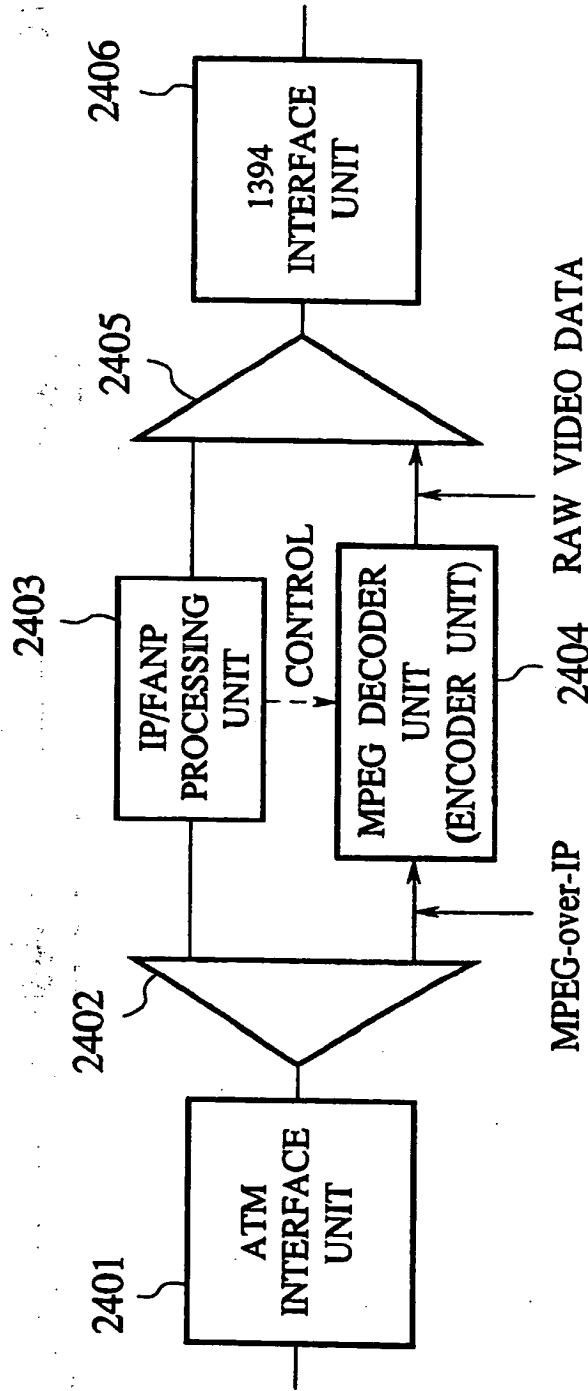 2401
ATM
INTERFACE
UNIT
2402
2403
IP/FANP
PROCESSING
UNIT
CONTROL
MPEG DECODER
UNIT
(ENCODER UNIT)
2404
MPEG-over-IP
RAW VIDEO DATA
2405
2406
1394
INTERFACE
UNIT